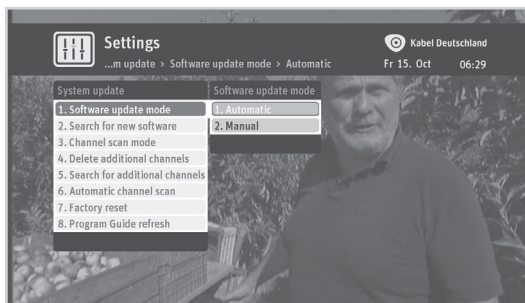 Settings
Kabel Deutschland
...m update > Software update mode > Automatic
Fr 15. Oct 06:29
System update
Software update mode
1. Software update mode
1. Automatic
2. Search for new software
2. Manual
3. Channel scan mode
4. Delete additional channels
5. Search for additional channels
6. Automatic channel scan
7. Factory reset
8. Program Guide refresh